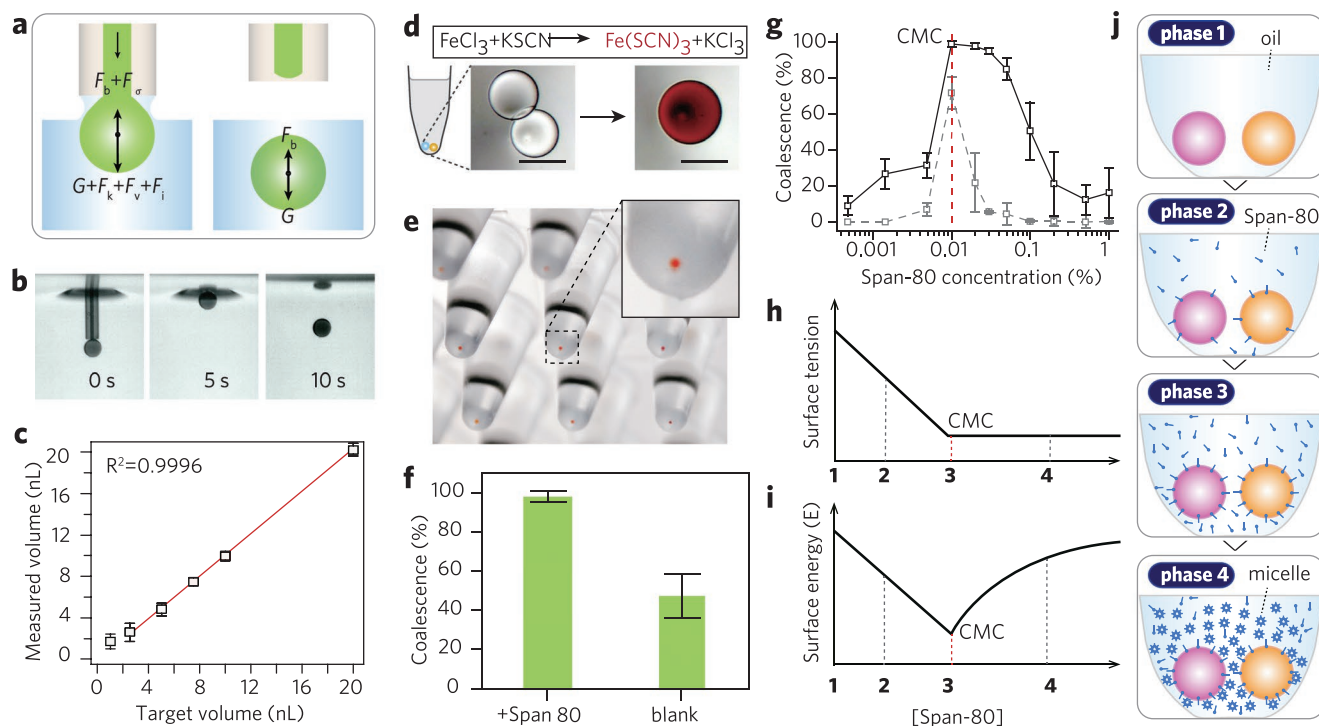 a
F_b+F_σ
G+F_k+F_v+F_i
F_b
G
b
0 s
5 s
10 s
c
R²=0.9996
Measured volume (nL)
20
16
12
8
4
0
0
4
8
12
16
20
Target volume (nL)
d
FeCl₃+KSCN
Fe(SCN)₃+KCl₃
e
f
Coalescence (%)
100
80
60
40
20
0
+Span 80
blank
g
CMC
Coalescence (%)
100
80
60
40
20
0
0.001
0.01
0.1
1
Span-80 concentration (%)
h
Surface tension
CMC
1
2
3
4
i
Surface energy (E)
CMC
1
2
3
4
[Span-80]
j
phase 1
oil
phase 2
Span-80
phase 3
phase 4
micelle